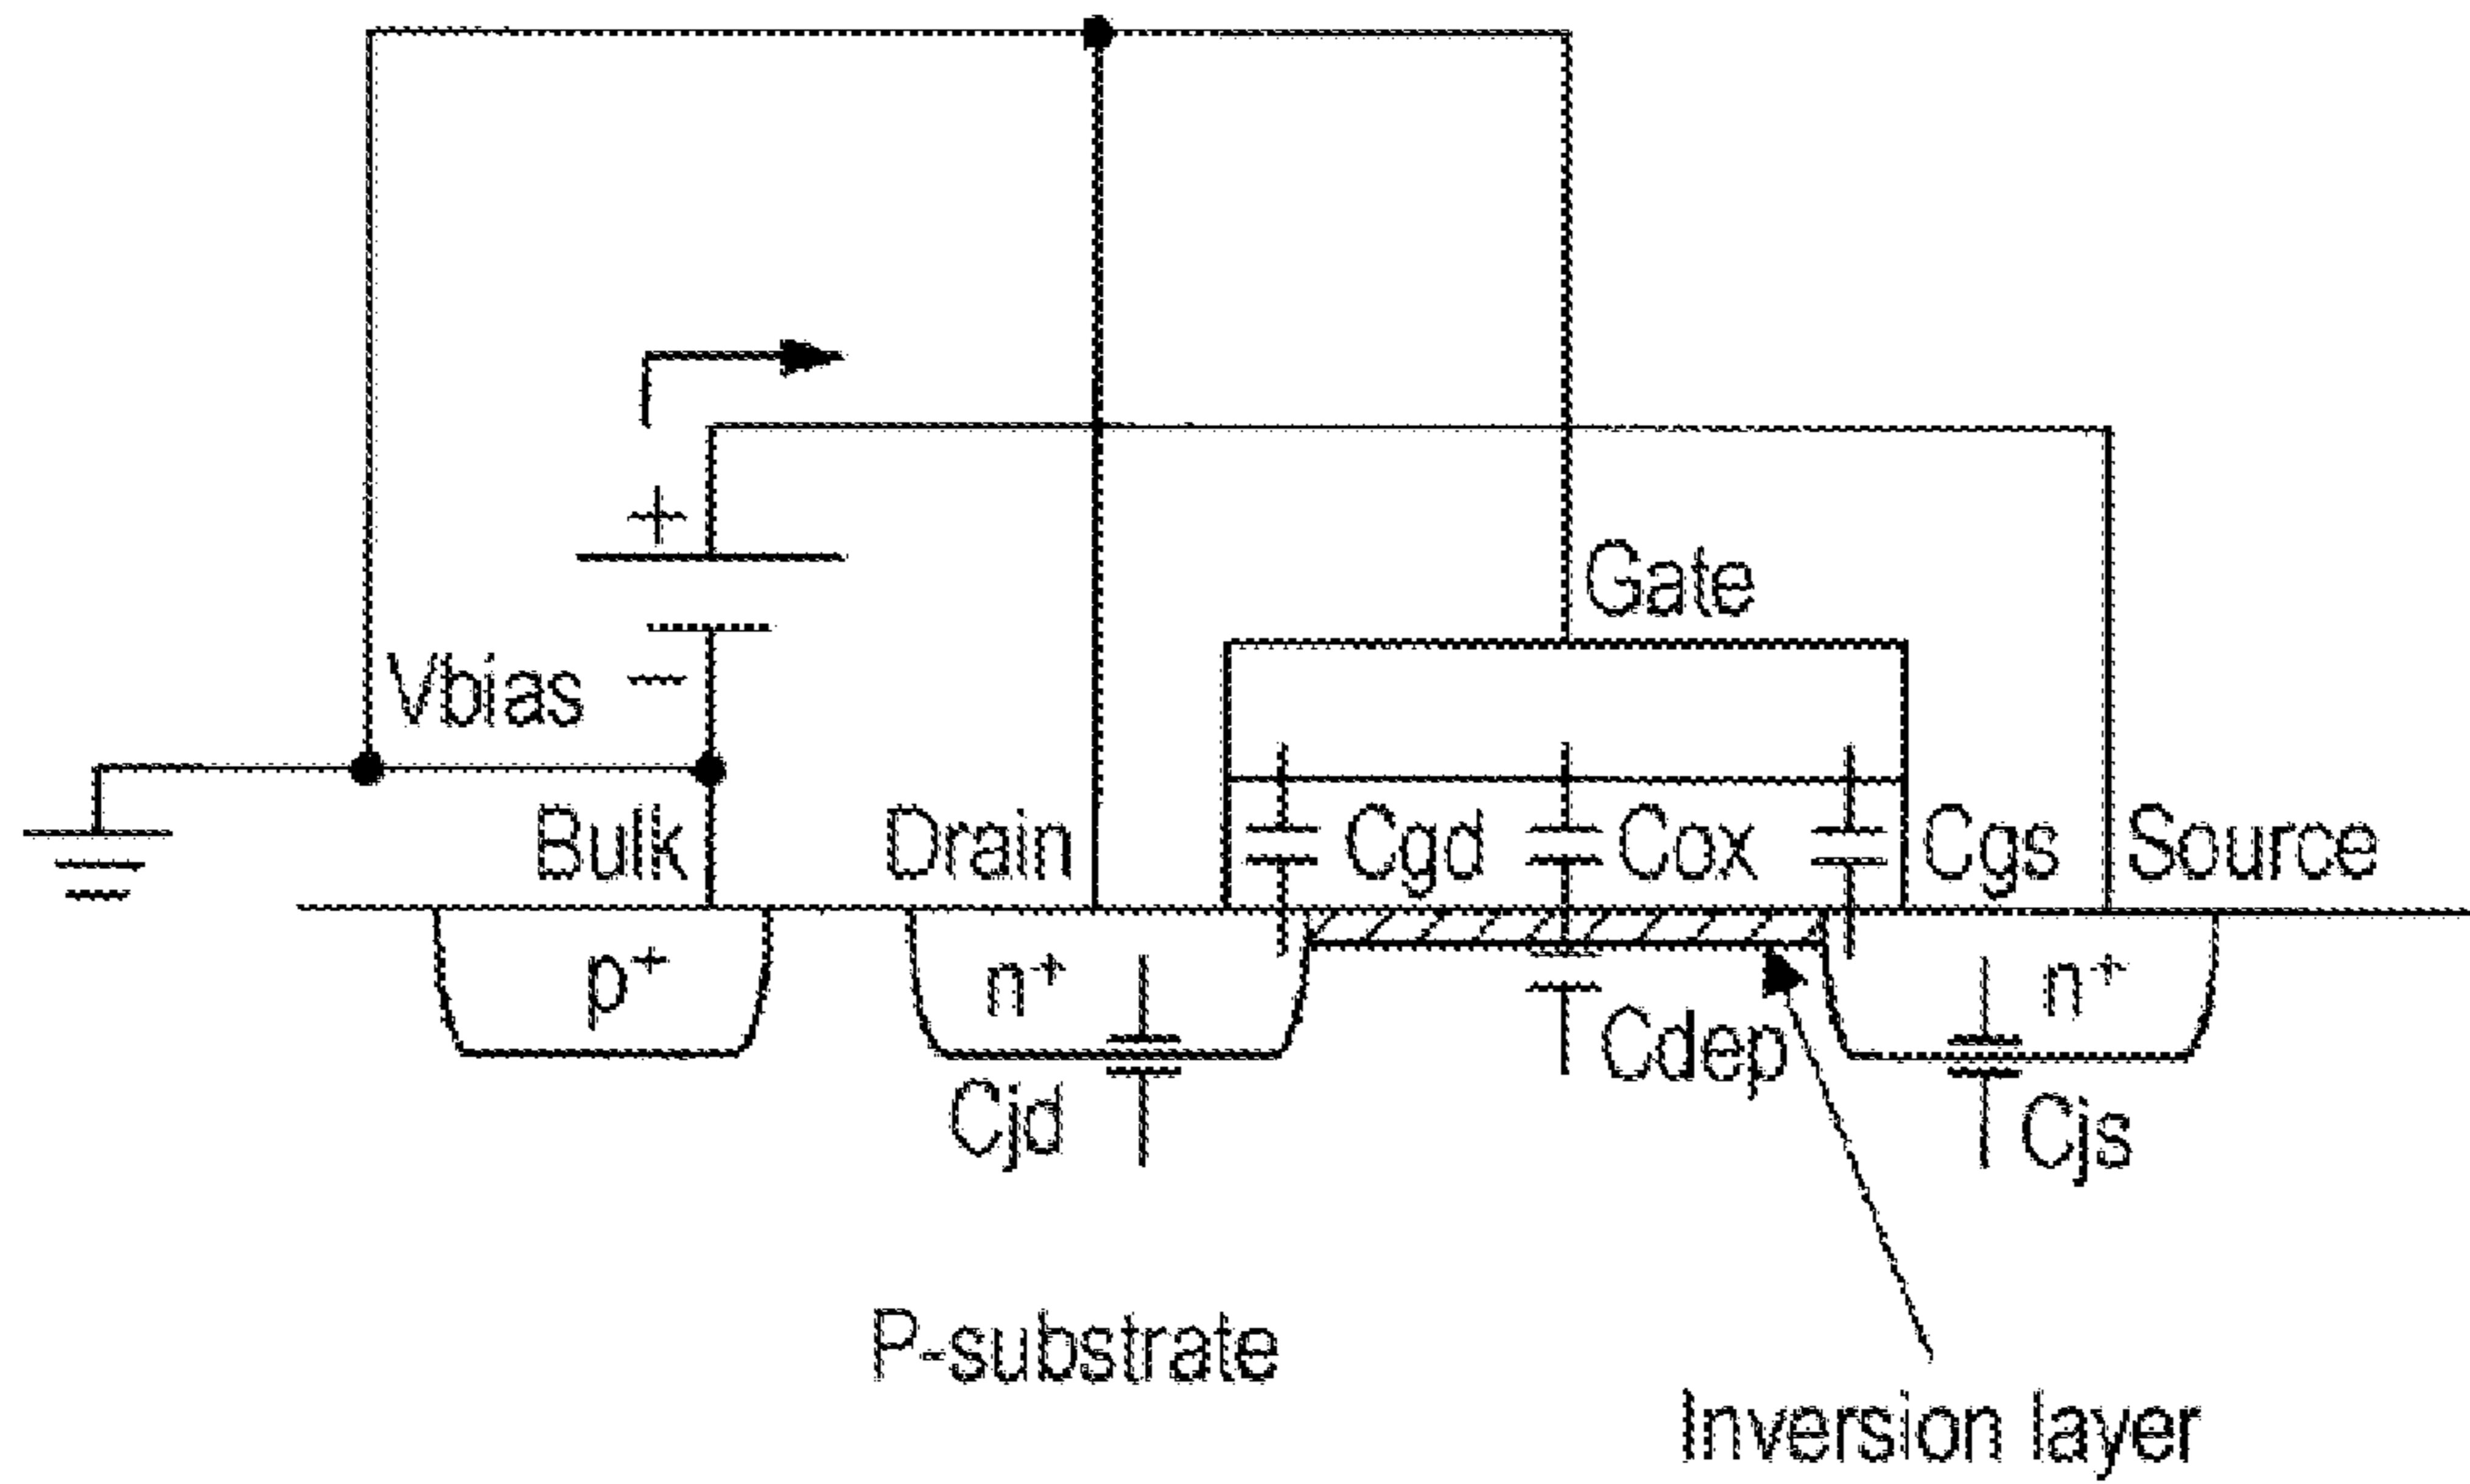 +
Gate
Vbias −
Bulk Drain Cgd Cox Cgs Source
p+ n+ n+
Cdep
Cjd Cjs
P-substrate
Inversion layer